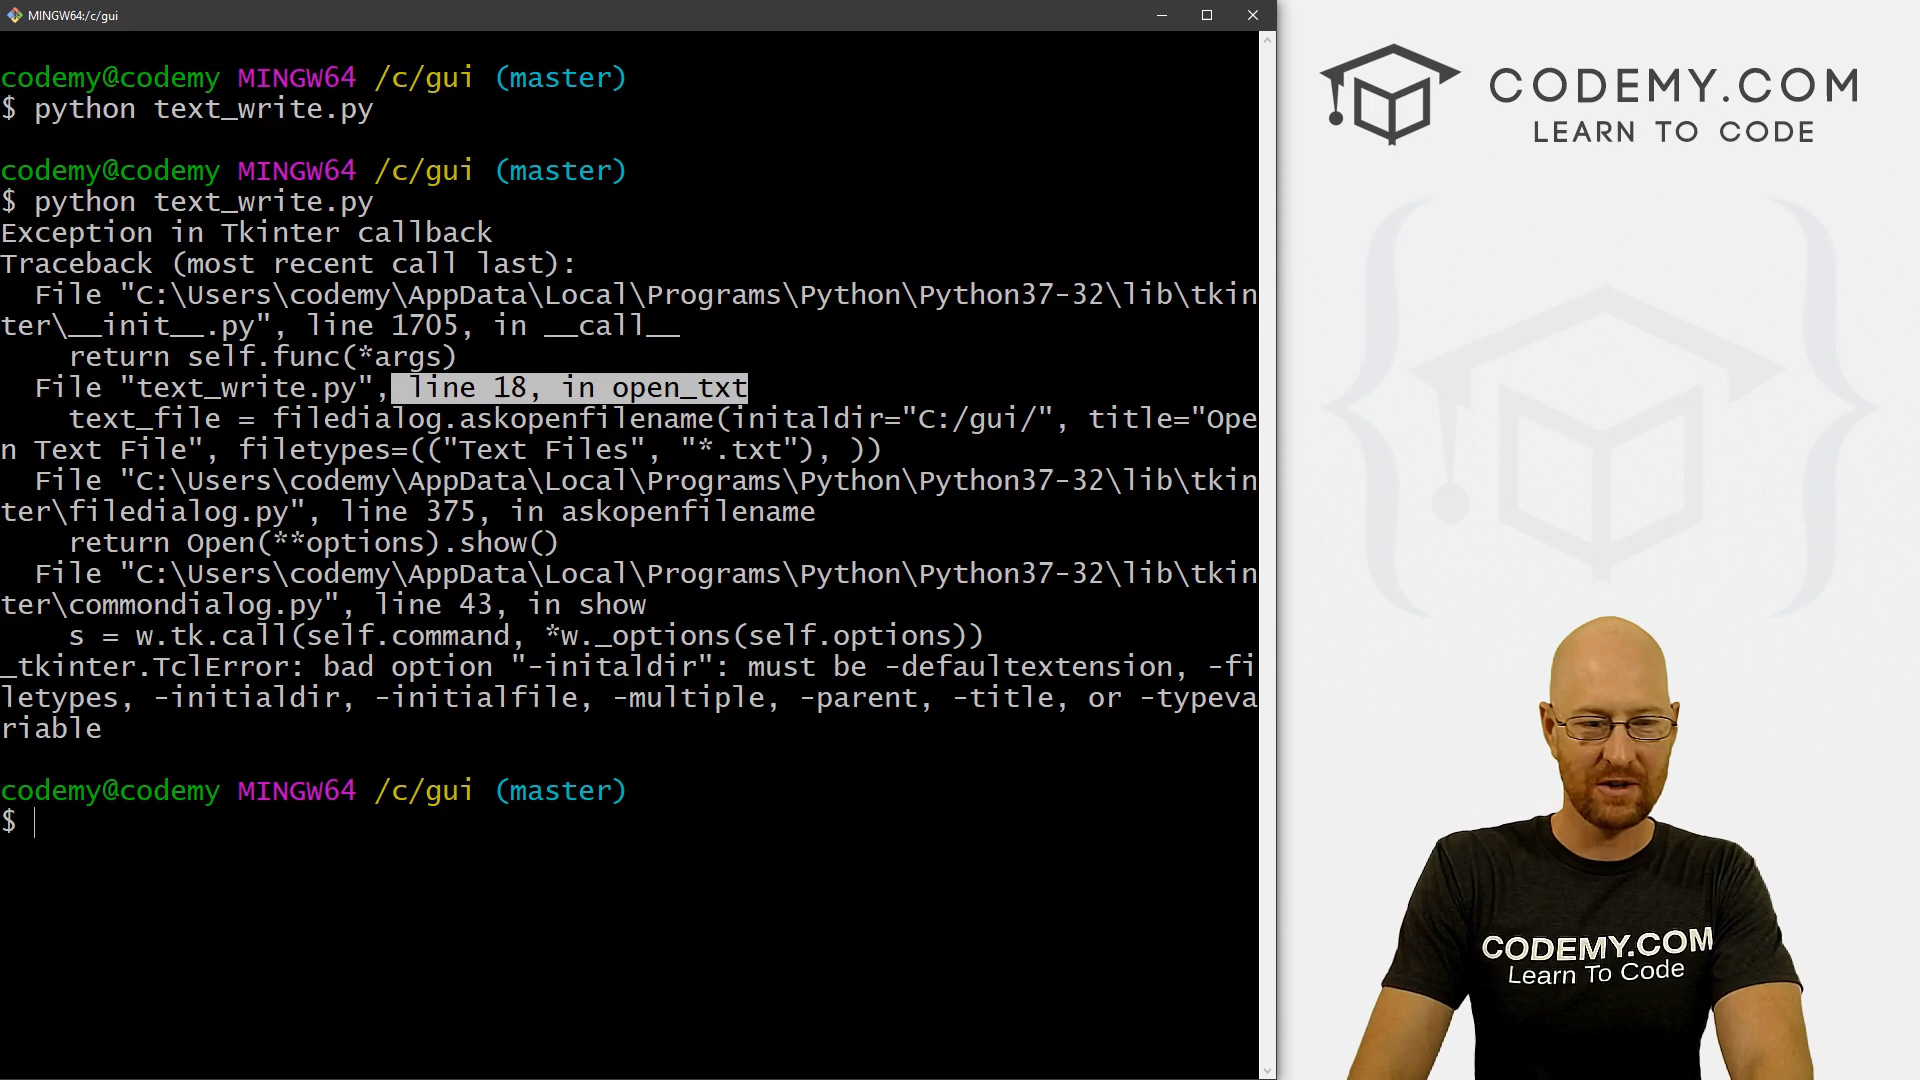 MINGW64:/c/gui
codemy@codemy MINGW64 /c/gui (master)
$ python text_write.py
codemy@codemy MINGW64 /c/gui (master)
$ python text_write.py
Exception in Tkinter callback
Traceback (most recent call last):
  File "C:\Users\codemy\AppData\Local\Programs\Python\Python37-32\lib\tkin
ter\__init__.py", line 1705, in __call__
    return self.func(*args)
  File "text_write.py", line 18, in open_txt
    text_file = filedialog.askopenfilename(initaldir="C:/gui/", title="Ope
n Text File", filetypes=(("Text Files", "*.txt"), ))
  File "C:\Users\codemy\AppData\Local\Programs\Python\Python37-32\lib\tkin
ter\filedialog.py", line 375, in askopenfilename
    return Open(**options).show()
  File "C:\Users\codemy\AppData\Local\Programs\Python\Python37-32\lib\tkin
ter\commondialog.py", line 43, in show
    s = w.tk.call(self.command, *w._options(self.options))
_tkinter.TclError: bad option "-initaldir": must be -defaultextension, -fi
letypes, -initialdir, -initialfile, -multiple, -parent, -title, or -typeva
riable
codemy@codemy MINGW64 /c/gui (master)
$
CODEMY.COM
LEARN TO CODE
CODEMY.COM
Learn To Code